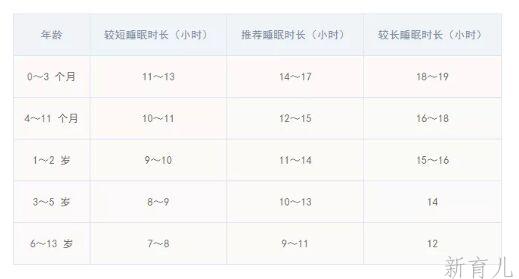 年龄 较短睡眠时长（小时） 推荐睡眠时长（小时） 较长睡眠时长（小时）
0～3 个月 11～13 14～17 18～19
4～11 个月 10～11 12～15 16～18
1～2 岁 9～10 11～14 15～16
3～5 岁 8～9 10～13 14
6～13 岁 7～8 9～11 12
新育儿